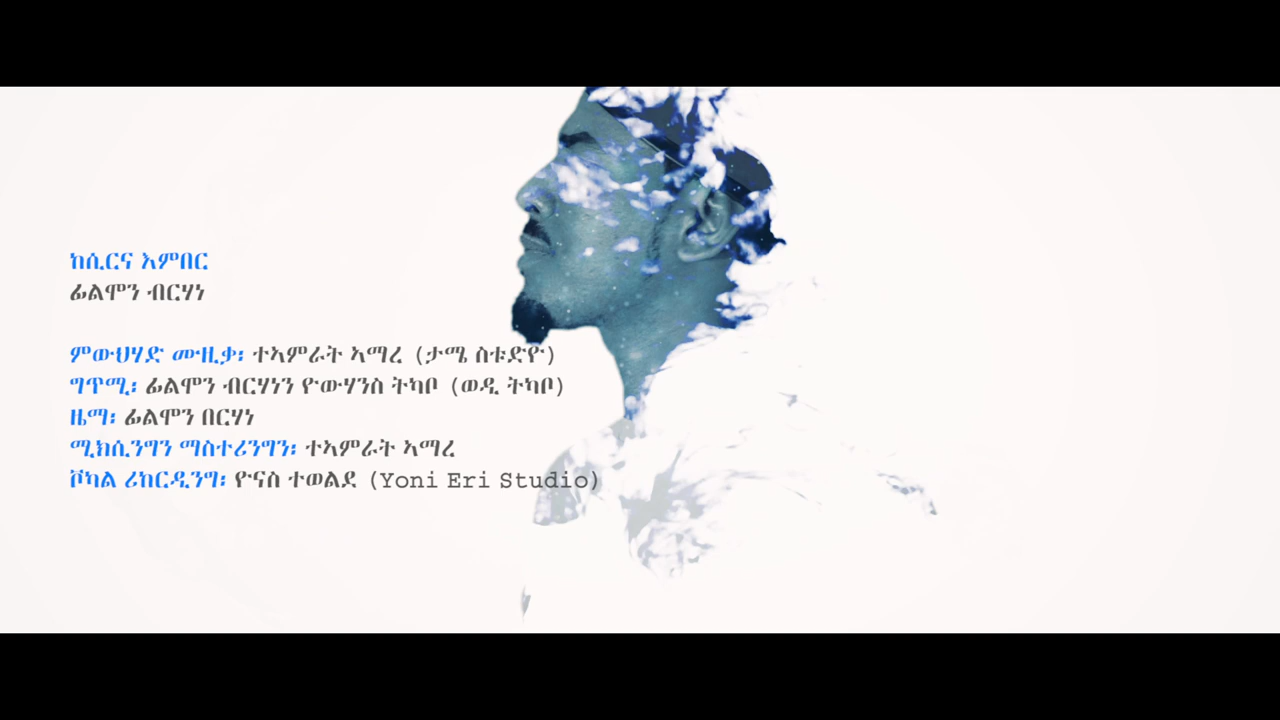 ከሲርና እምበር
ፊልሞን ብርሃነ
ምውህሃድ ሙዚቃ፡ ተኣምራት ኣማረ (ታሜ ስቱድዮ)
ግጥሚ፡ ፊልሞን ብርሃነን ዮውሃንስ ትካቦ (ወዲ ትካቦ)
ዜማ፡ ፊልሞን በርሃነ
ሚክሲንግን ማስተሪንግን፡ ተኣምራት ኣማረ
ቮካል ሪከርዲንግ፡ ዮናስ ተወልደ (Yoni Eri Studio)